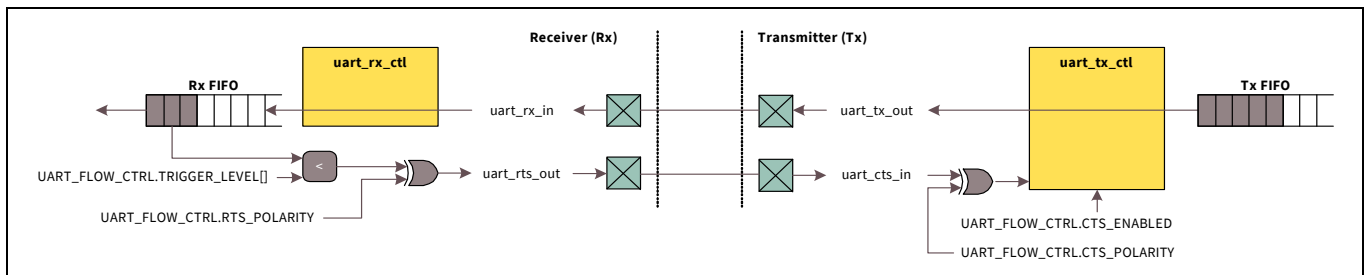 Receiver (Rx)
Transmitter (Tx)
uart_rx_ctl
uart_tx_ctl
Rx FIFO
Tx FIFO
uart_rx_in
uart_tx_out
<
UART_FLOW_CTRL.TRIGGER_LEVEL[]
uart_rts_out
uart_cts_in
UART_FLOW_CTRL.RTS_POLARITY
UART_FLOW_CTRL.CTS_ENABLED
UART_FLOW_CTRL.CTS_POLARITY